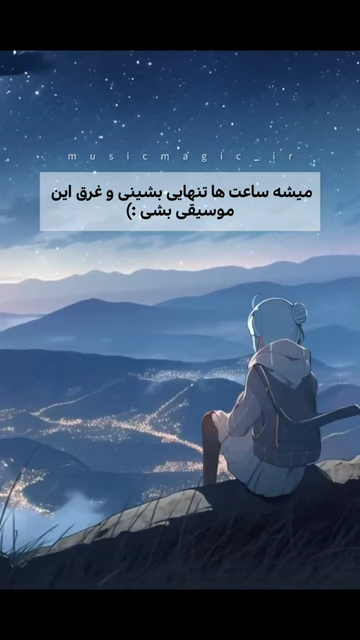 musicmagic_ir
میشه ساعت ها تنهایی بشینی و غرق این
موسیقی بشی :)